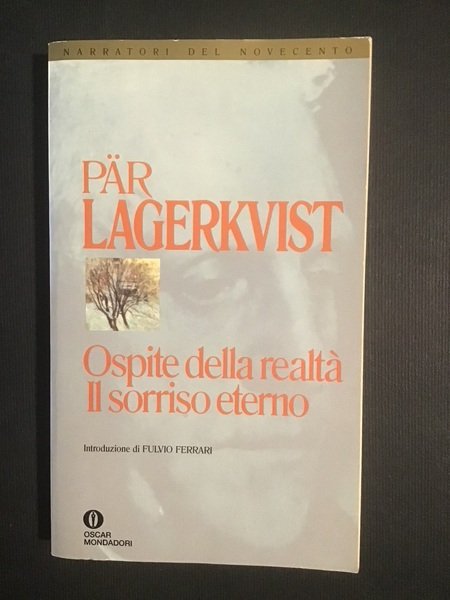 NARRATORI DEL NOVECENTO
PÄR
LAGERKVIST
Ospite della realtà
Il sorriso eterno
Introduzione di FULVIO FERRARI
OSCAR
MONDADORI